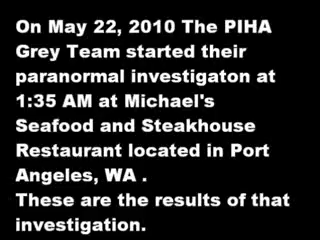 On May 22, 2010 The PIHA
Grey Team started their
paranormal investigaton at
1:35 AM at Michael's
Seafood and Steakhouse
Restaurant located in Port
Angeles, WA .
These are the results of that
investigation.